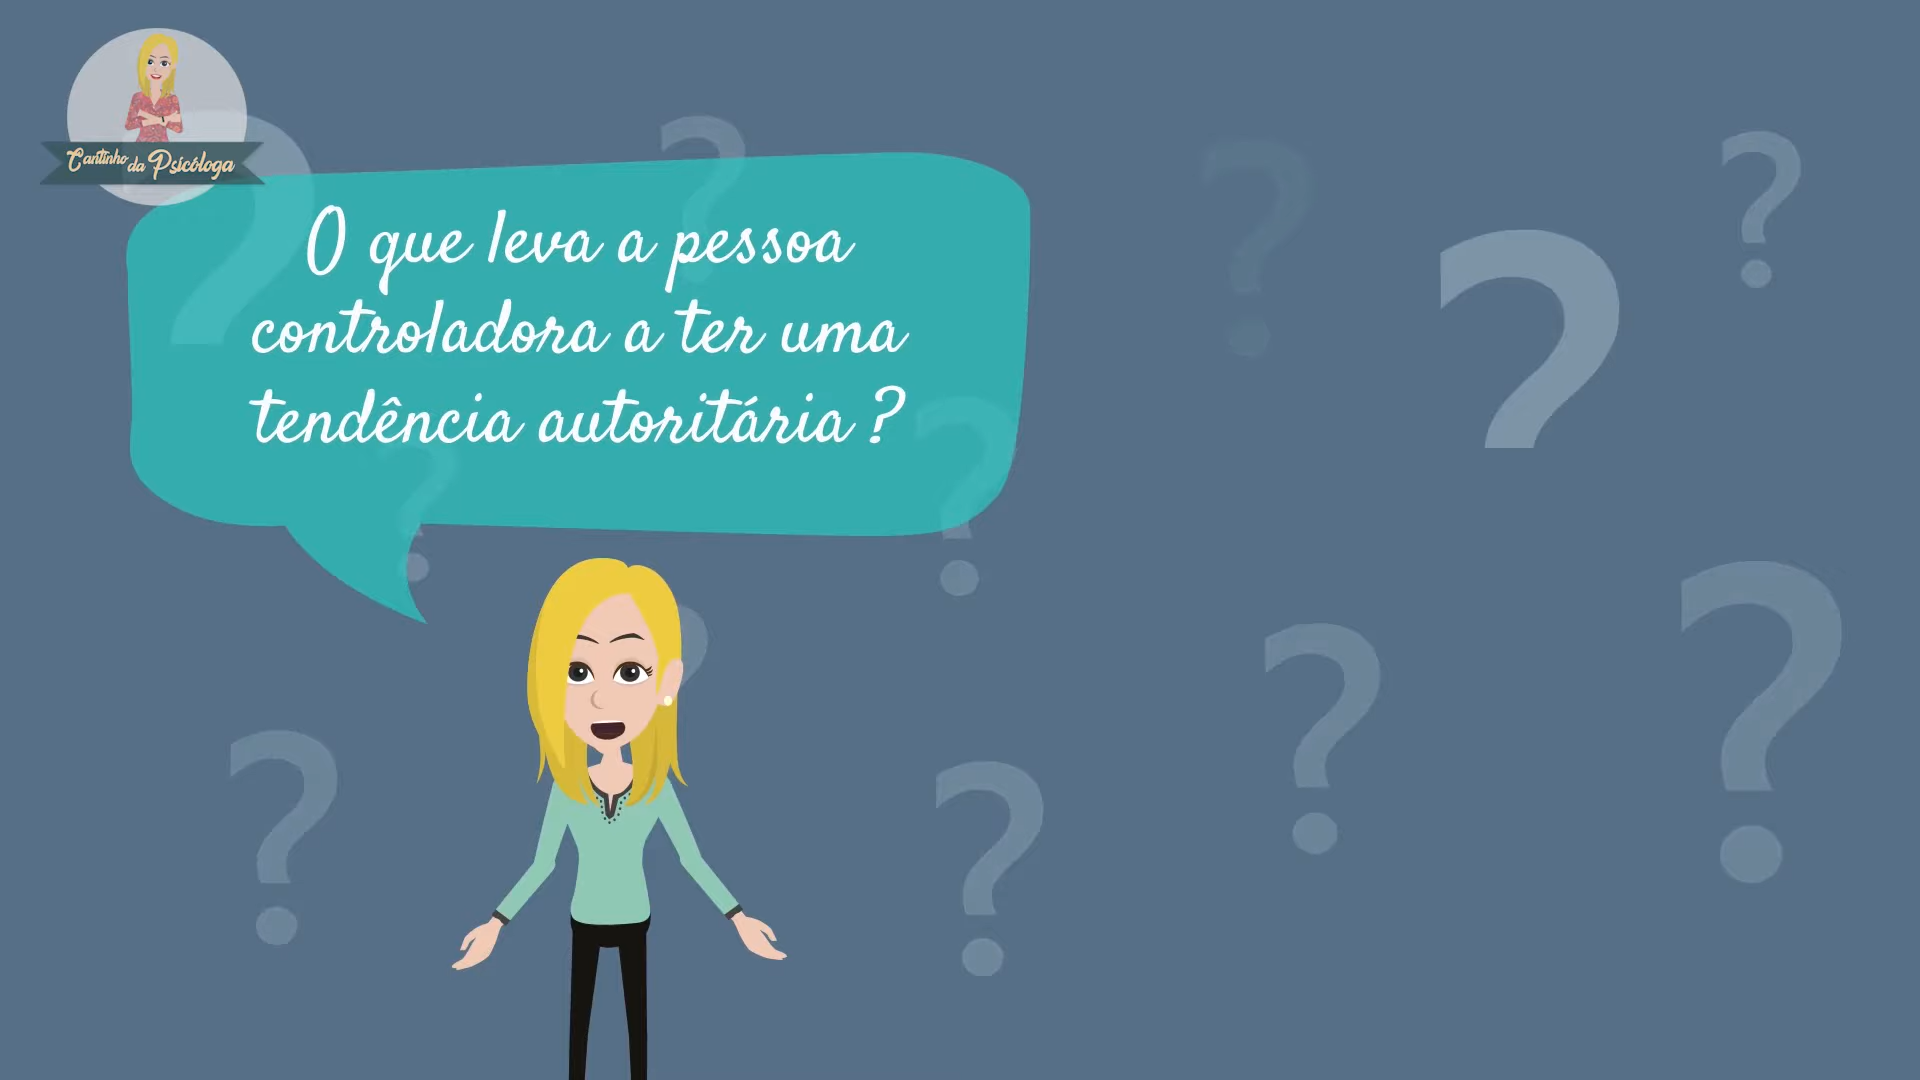 Cantinho da Psicóloga
O que leva a pessoa
controladora a ter uma
tendência autoritária ?